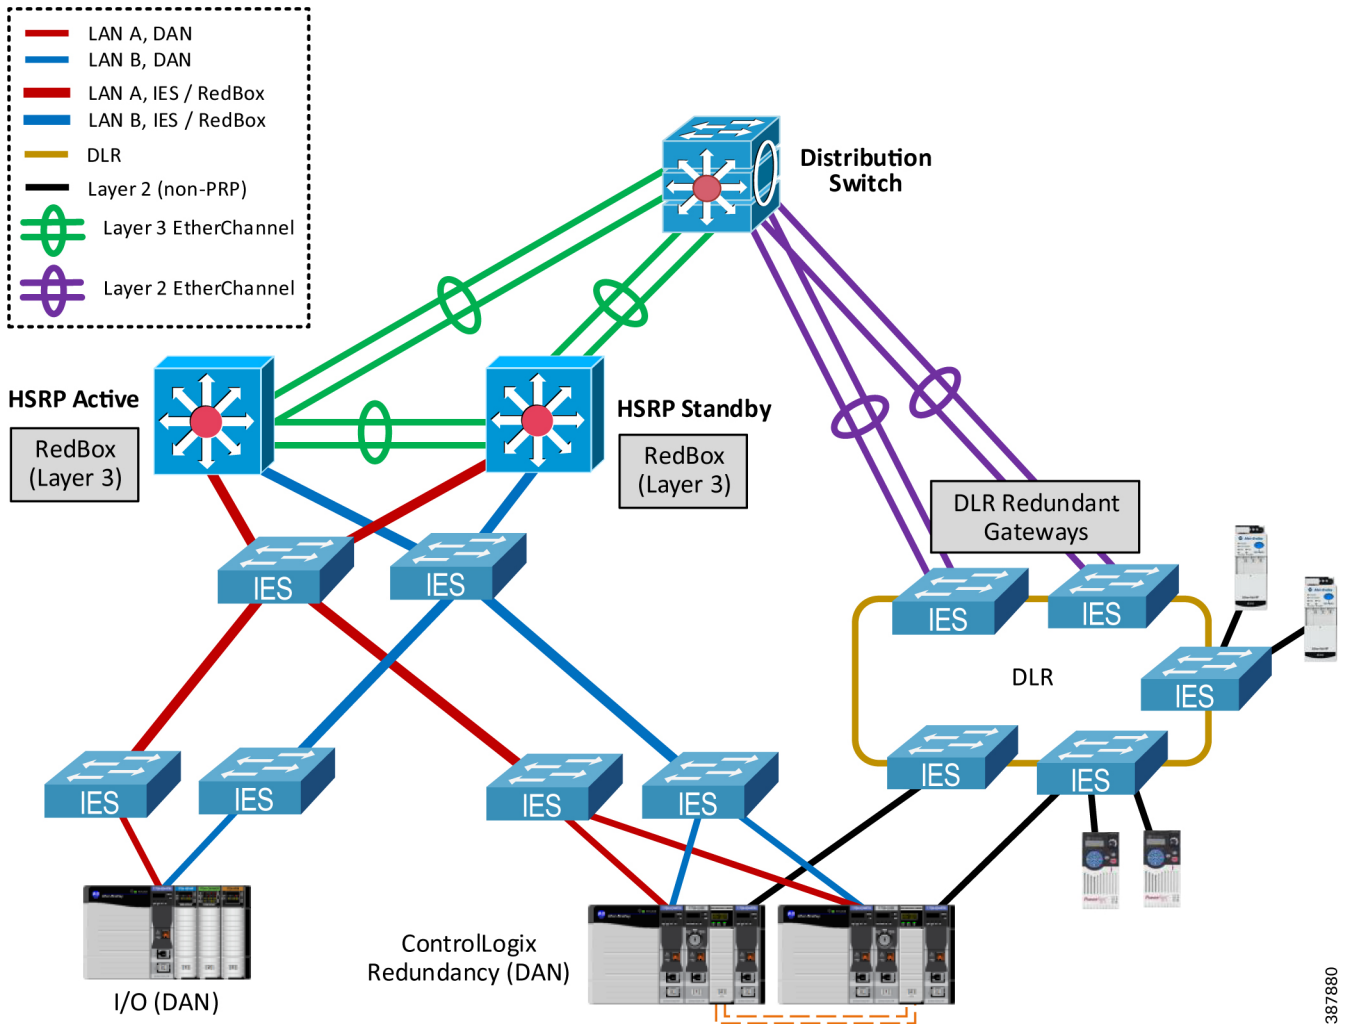 LAN A, DAN
LAN B, DAN
LAN A, IES / RedBox
LAN B, IES / RedBox
DLR
Layer 2 (non-PRP)
Layer 3 EtherChannel
Layer 2 EtherChannel
Distribution
Switch
HSRP Active
RedBox
(Layer 3)
HSRP Standby
RedBox
(Layer 3)
DLR Redundant
Gateways
IES
IES
IES
IES
IES
DLR
IES
IES
IES
IES
IES
IES
IES
ControlLogix
Redundancy (DAN)
I/O (DAN)
387880